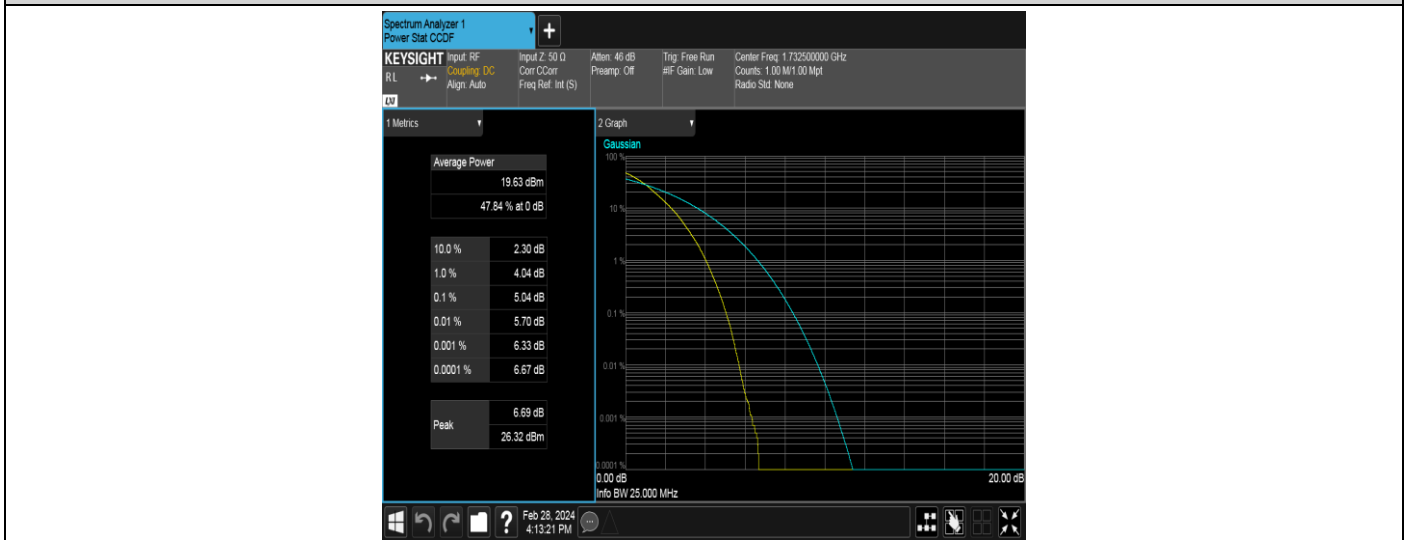 Spectrum Analyzer 1
Power Stat CCDF
+
KEYSIGHT
RL
LXI
Input: RF
Coupling: DC
Align: Auto
Input Z: 50 Ω
Corr CCorr
Freq Ref: Int (S)
Atten: 46 dB
Preamp: Off
Trig: Free Run
#IF Gain: Low
Center Freq: 1.732500000 GHz
Counts: 1.00 M/1.00 Mpt
Radio Std: None
1 Metrics
Average Power
19.63 dBm
47.84 % at 0 dB
10.0 % 2.30 dB
1.0 % 4.04 dB
0.1 % 5.04 dB
0.01 % 5.70 dB
0.001 % 6.33 dB
0.0001 % 6.67 dB
Peak
6.69 dB
26.32 dBm
2 Graph
Gaussian
100 %
10 %
1 %
0.1 %
0.01 %
0.001 %
0.0001 %
0.00 dB 20.00 dB
Info BW 25.000 MHz
?
Feb 28, 2024
4:13:21 PM